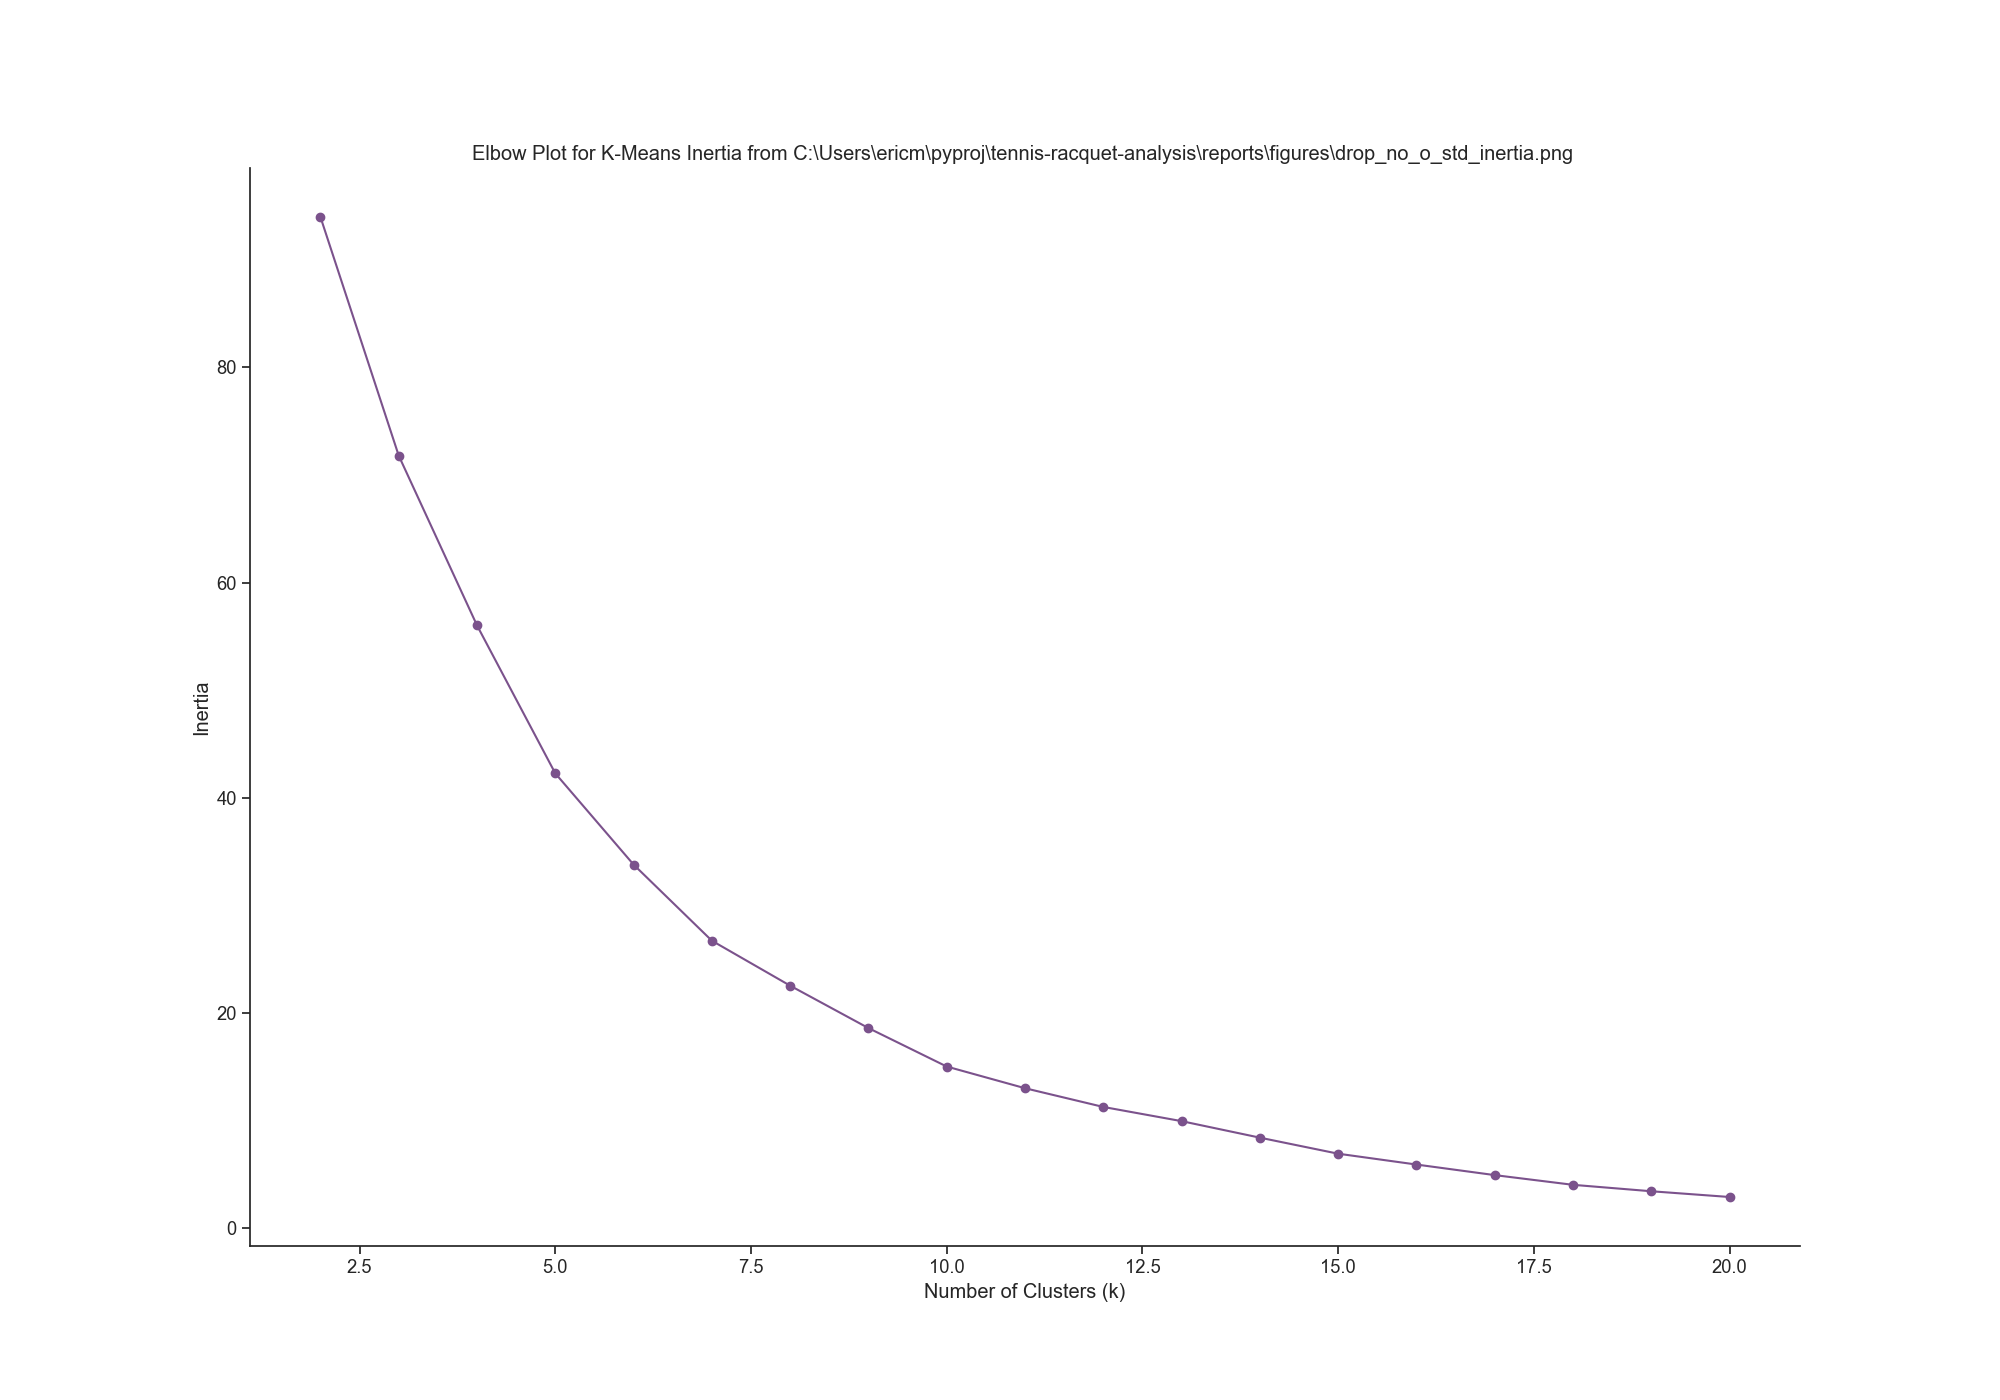 Elbow Plot for K-Means Inertia from C:\Users\ericm\pyproj\tennis-racquet-analysis\reports\figures\drop_no_o_std_inertia.png
80
60
40
20
0
Inertia
2.5 5.0 7.5 10.0 12.5 15.0 17.5 20.0
Number of Clusters (k)